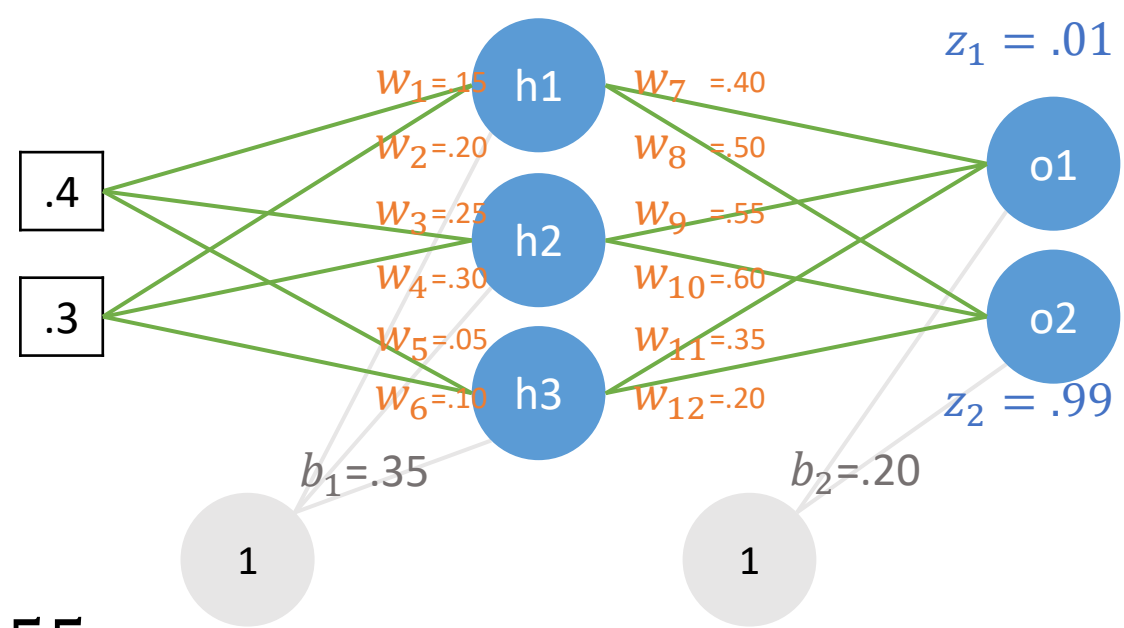 z₁ = .01
w₁=.15 h1 w₇ =.40
w₂=.20 w₈ =.50
.4 o1
w₃=.25 h2 w₉ =.55
w₄=.30 w₁₀=.60
.3 o2
w₅=.05 w₁₁=.35
w₆=.10 h3 w₁₂=.20 z₂ = .99
b₁=.35 b₂=.20
1 1